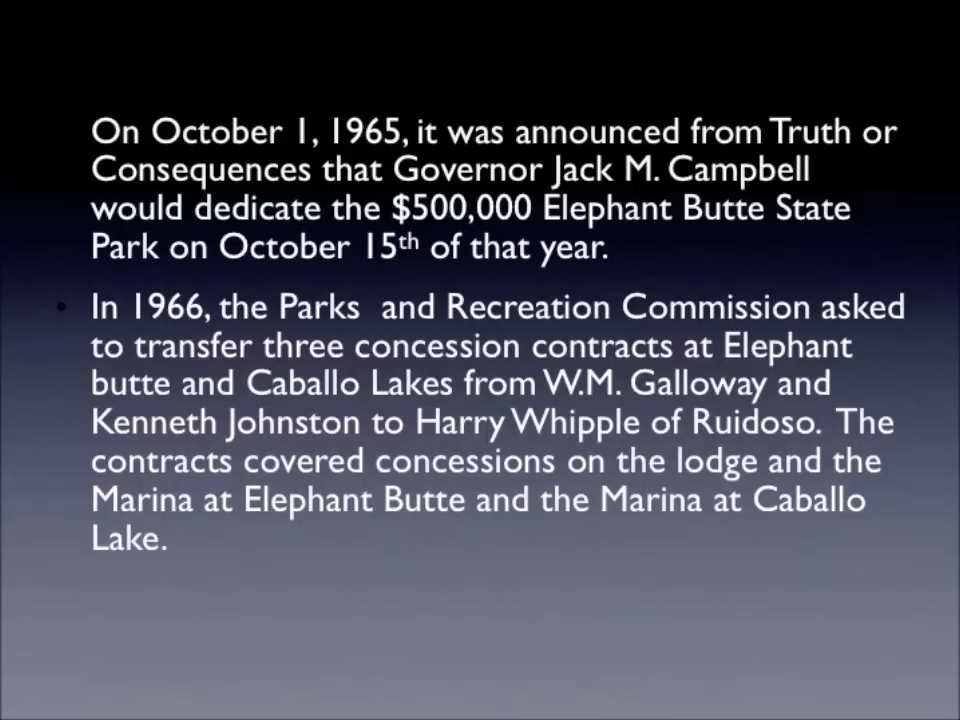 On October 1, 1965, it was announced from Truth or
Consequences that Governor Jack M. Campbell
would dedicate the $500,000 Elephant Butte State
Park on October 15th of that year.
• In 1966, the Parks  and Recreation Commission asked
to transfer three concession contracts at Elephant
butte and Caballo Lakes from W.M. Galloway and
Kenneth Johnston to Harry Whipple of Ruidoso.  The
contracts covered concessions on the lodge and the
Marina at Elephant Butte and the Marina at Caballo
Lake.